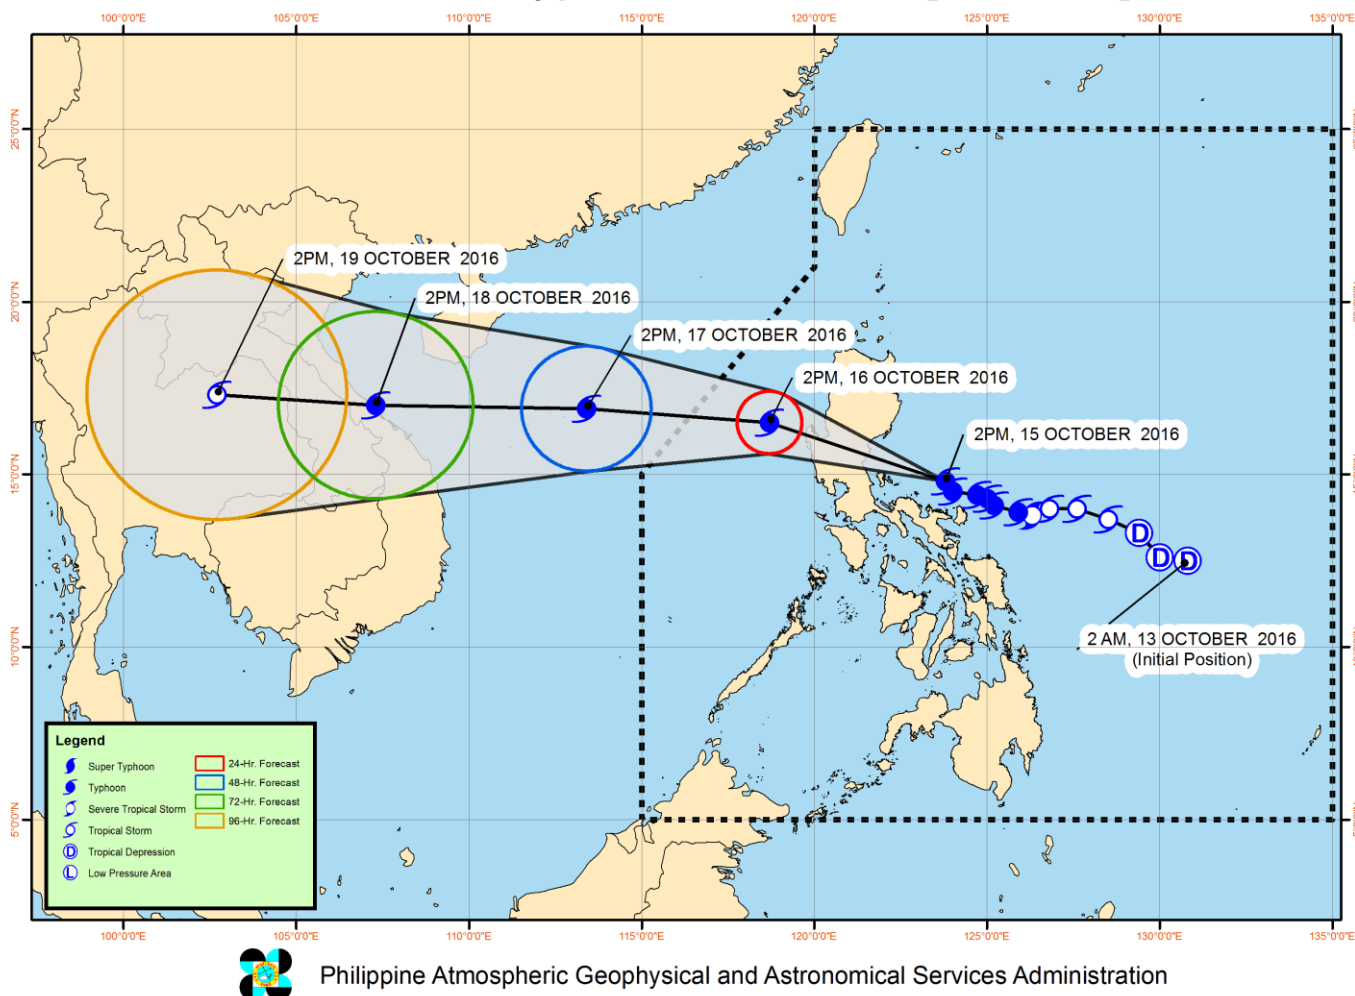 100°0'0"E 105°0'0"E 110°0'0"E 115°0'0"E 120°0'0"E 125°0'0"E 130°0'0"E 135°0'0"E
25°0'0"N
20°0'0"N
15°0'0"N
10°0'0"N
5°0'0"N
2PM, 19 OCTOBER 2016
2PM, 18 OCTOBER 2016
2PM, 17 OCTOBER 2016
2PM, 16 OCTOBER 2016
2PM, 15 OCTOBER 2016
D
D
D
2 AM, 13 OCTOBER 2016
(Initial Position)
Legend
Super Typhoon
Typhoon
Severe Tropical Storm
Tropical Storm
D Tropical Depression
L Low Pressure Area
24-Hr. Forecast
48-Hr. Forecast
72-Hr. Forecast
96-Hr. Forecast
100°0'0"E 105°0'0"E 110°0'0"E 115°0'0"E 120°0'0"E 125°0'0"E 130°0'0"E 135°0'0"E
Philippine Atmospheric Geophysical and Astronomical Services Administration